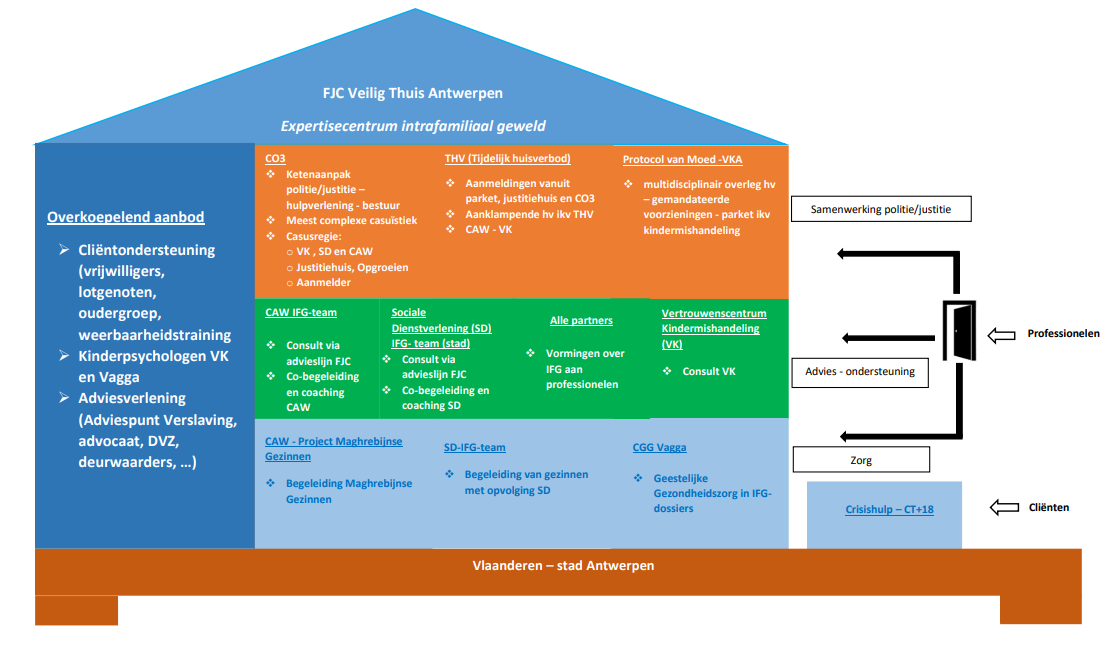 FJC Veilig Thuis Antwerpen
Expertisecentrum intrafamiliaal geweld
Overkoepelend aanbod
Cliëntondersteuning
(vrijwilligers,
lotgenoten,
oudergroep,
weerbaarheidstraining
Kinderpsychologen VK
en Vagga
Adviesverlening
(Adviespunt Verslaving,
advocaat, DVZ,
deurwaarders, …)
CO3
Ketenaanpak
politie/justitie –
hulpverlening - bestuur
Meest complexe casuïstiek
Casusregie:
VK , SD en CAW
Justitiehuis, Opgroeien
Aanmelder
THV (Tijdelijk huisverbod)
Aanmeldingen vanuit
parket, justitiehuis en CO3
Aanklampende hv ikv THV
CAW - VK
Protocol van Moed -VKA
multidisciplinair overleg hv
– gemandateerde
voorzieningen - parket ikv
kindermishandeling
CAW IFG-team
Consult via
advieslijn FJC
Co-begeleiding
en coaching
CAW
Sociale
Dienstverlening (SD)
IFG- team (stad)
Consult via
advieslijn FJC
Co-begeleiding en
coaching SD
Alle partners
Vormingen over
IFG aan
professionelen
Vertrouwenscentrum
Kindermishandeling
(VK)
Consult VK
CAW - Project Maghrebijnse
Gezinnen
Begeleiding Maghrebijnse
Gezinnen
SD-IFG-team
Begeleiding van gezinnen
met opvolging SD
CGG Vagga
Geestelijke
Gezondheidszorg in IFG-
dossiers
Samenwerking politie/justitie
Professionelen
Advies - ondersteuning
Zorg
Crisishulp – CT+18
Cliënten
Vlaanderen – stad Antwerpen